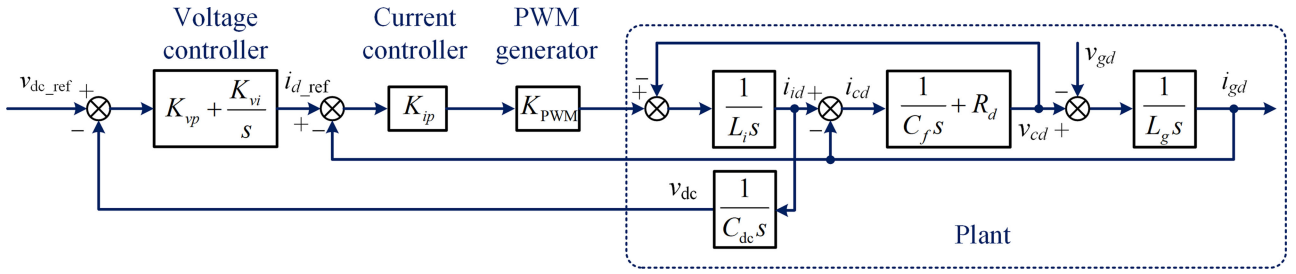 Voltage
controller
Current
controller
PWM
generator
v_dc_ref
+
−
K_vp + K_vi/s
i_d_ref
+
−
K_ip
K_PWM
−
+
1/(L_i s)
i_id +
−
i_cd
1/(C_f s) + R_d
v_cd +
−
v_gd
1/(L_g s)
i_gd
v_dc
1/(C_dc s)
Plant